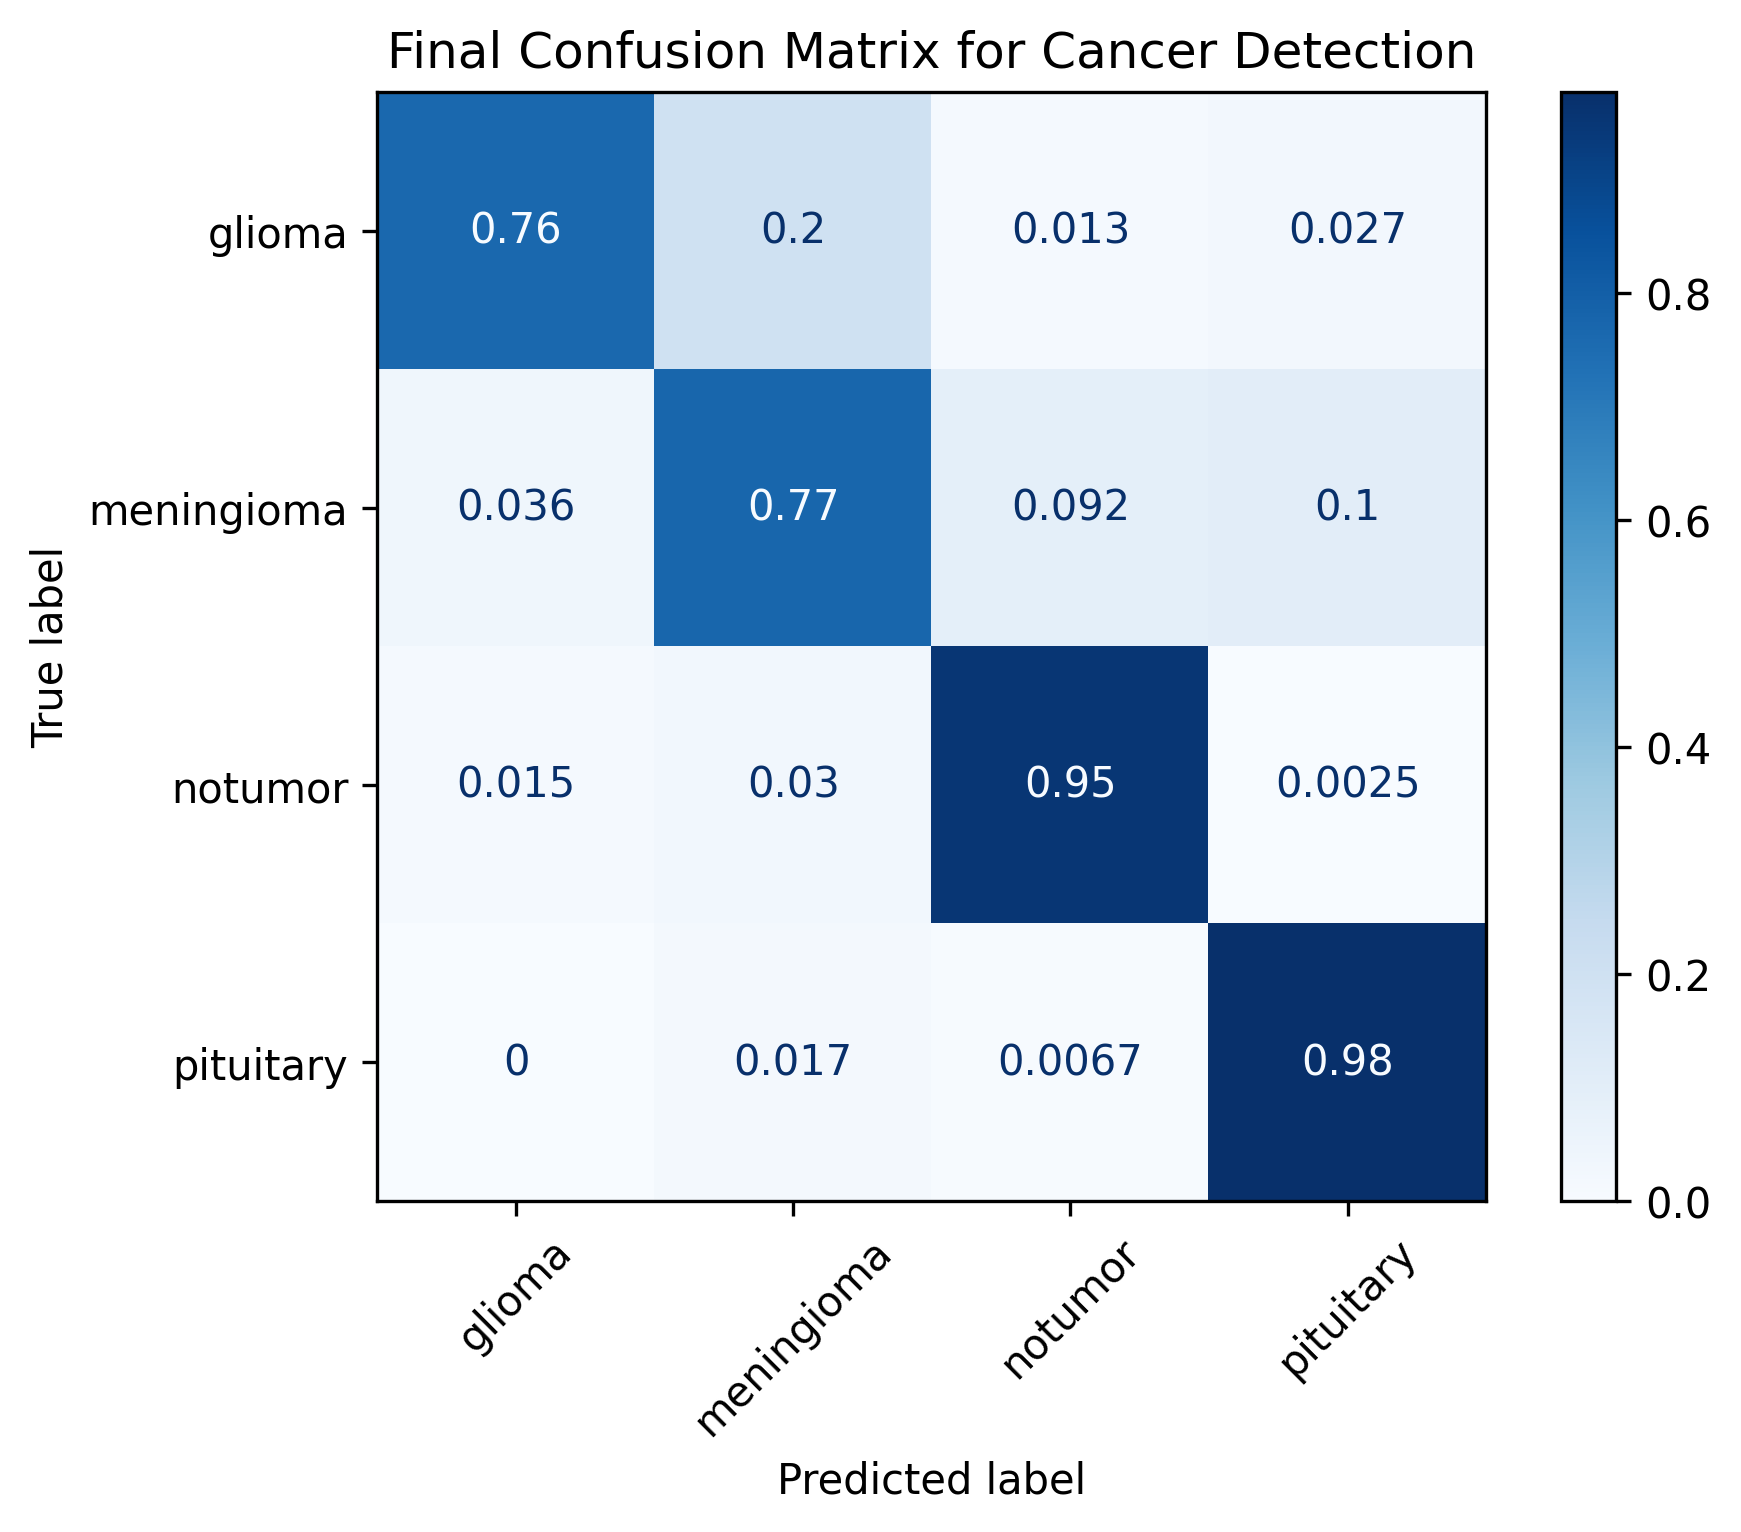 Final Confusion Matrix for Cancer Detection
True label
glioma
0.76 0.2 0.013 0.027
meningioma
0.036 0.77 0.092 0.1
notumor
0.015 0.03 0.95 0.0025
pituitary
0 0.017 0.0067 0.98
glioma meningioma notumor pituitary
Predicted label
0.8
0.6
0.4
0.2
0.0